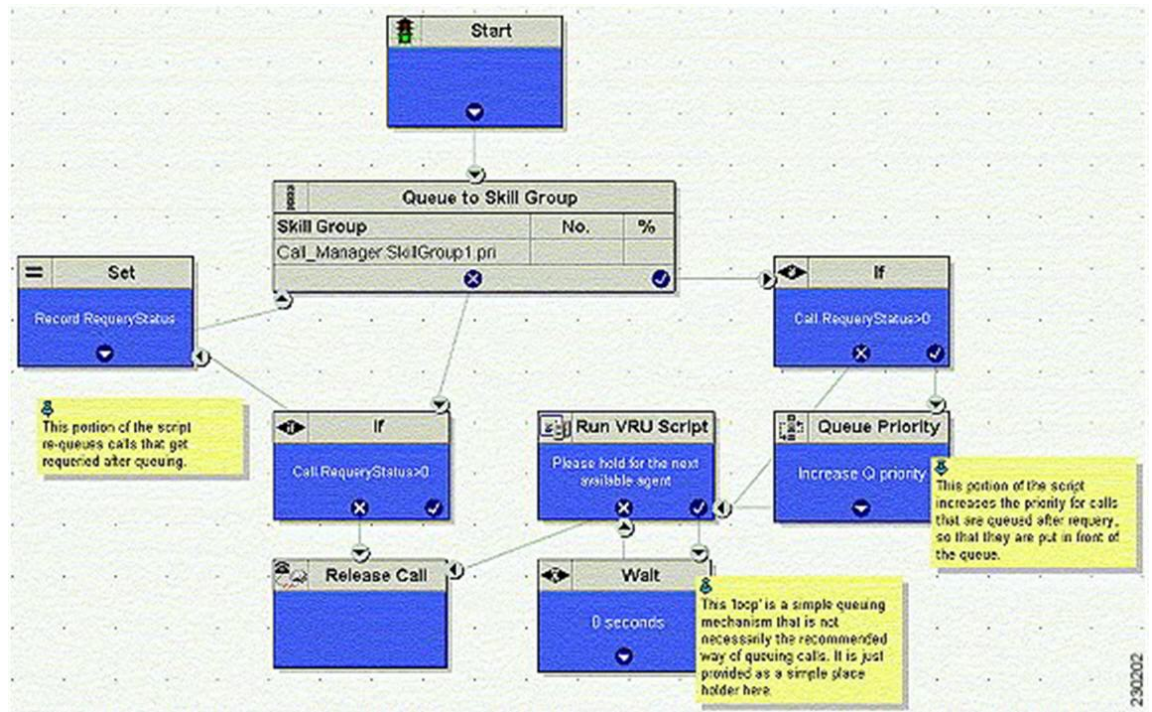 Start
Queue to Skill Group
Skill Group No. %
Call_Manager SkillGroup1.pri
Set
Record RequeryStatus
If
Call.RequeryStatus>0
This portion of the script
re-queues calls that get
requeried after queuing.
If
Call.RequeryStatus>0
Run VRU Script
Please hold for the next
available agent
Queue Priority
Increase Q priority
This portion of the script
increases the priority for calls
that are queued after requery,
so that they are put in front of
the queue.
Release Call
Wait
0 seconds
This 'loop' is a simple queuing
mechanism that is not
necessarily the recommended
way of queuing calls. It is just
provided as a simple place
holder here.
230202